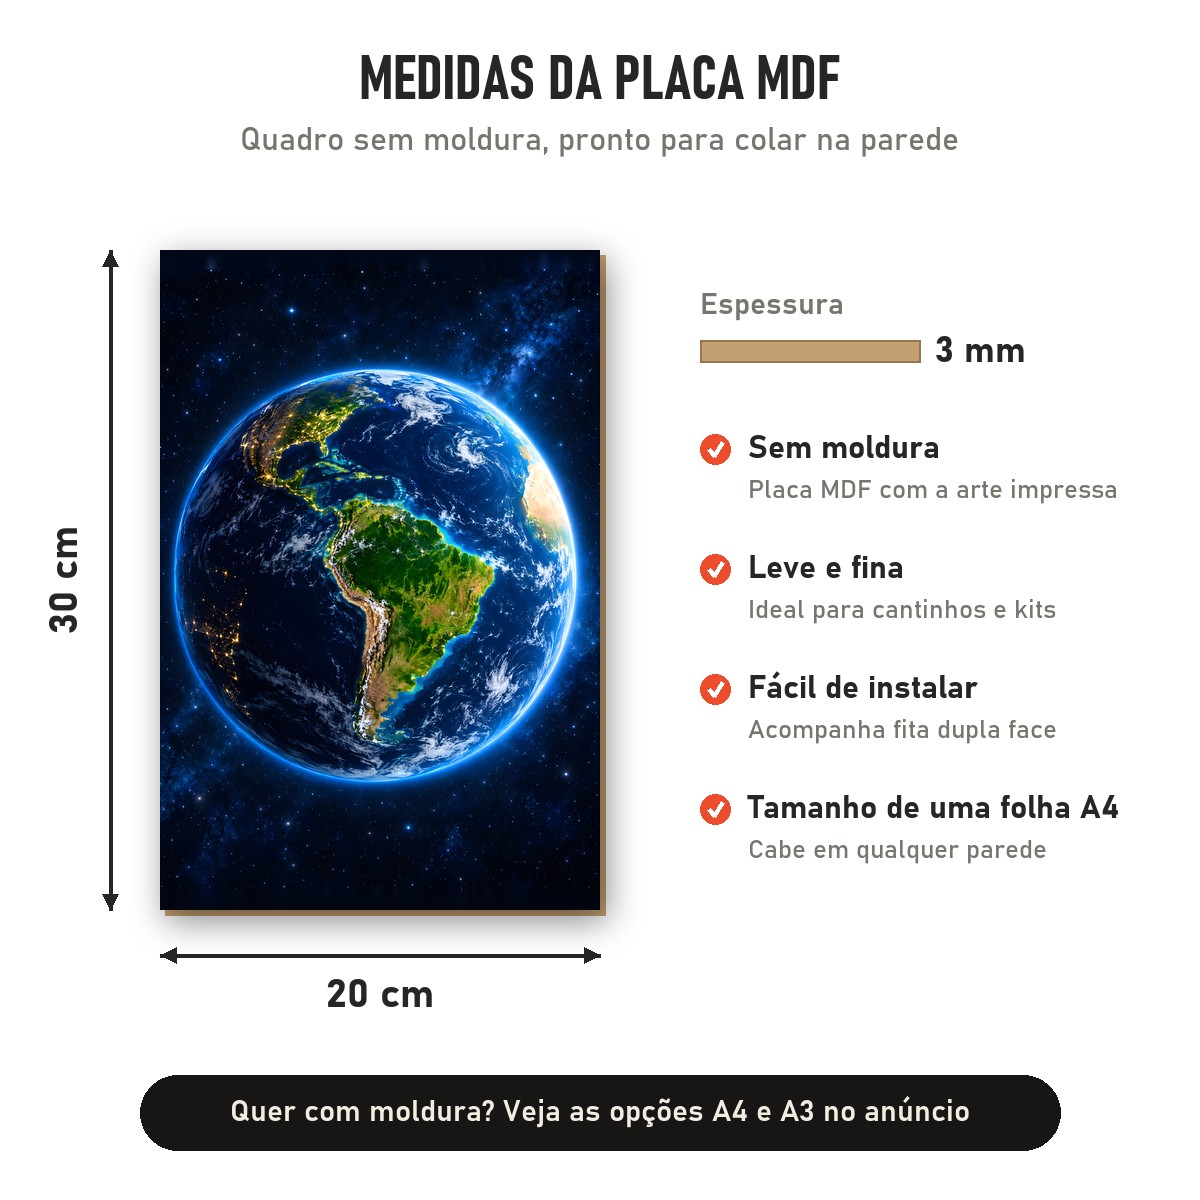 MEDIDAS DA PLACA MDF
Quadro sem moldura, pronto para colar na parede
30 cm
20 cm
Espessura
3 mm
Sem moldura
Placa MDF com a arte impressa
Leve e fina
Ideal para cantinhos e kits
Fácil de instalar
Acompanha fita dupla face
Tamanho de uma folha A4
Cabe em qualquer parede
Quer com moldura? Veja as opções A4 e A3 no anúncio